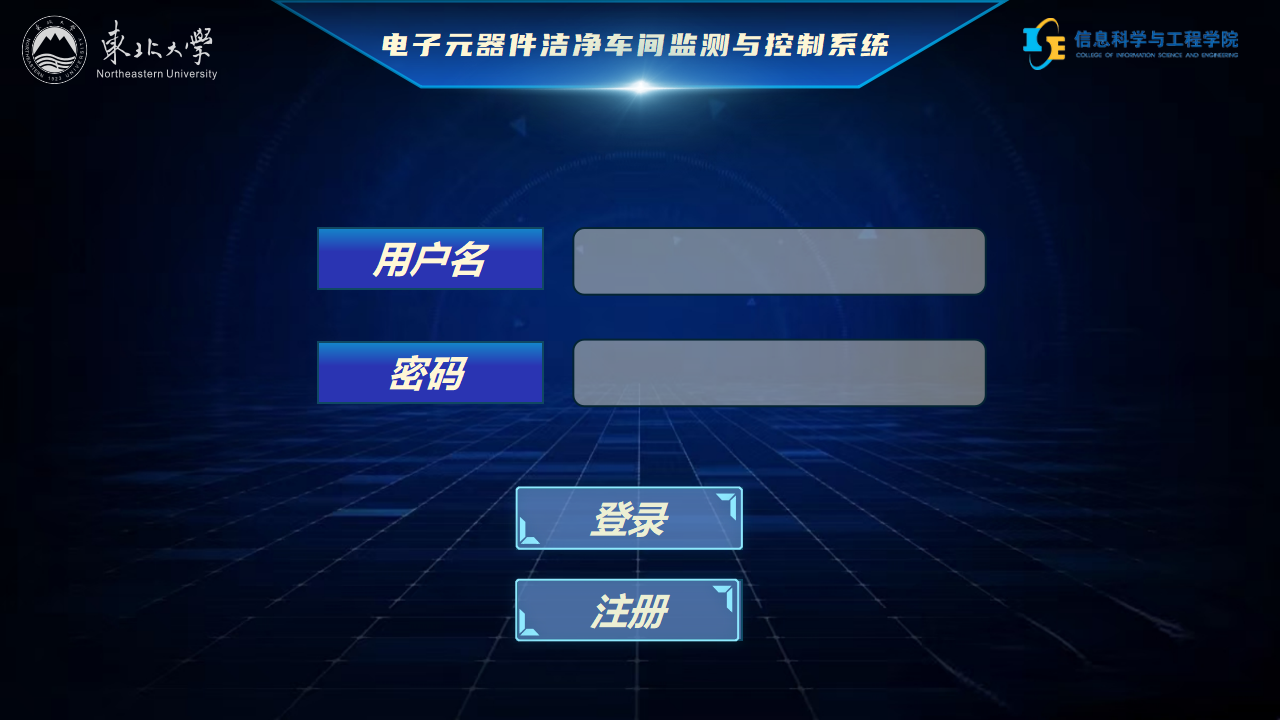 東北大學
Northeastern University
电子元器件洁净车间监测与控制系统
信息科学与工程学院
COLLEGE OF INFORMATION SCIENCE AND ENGINEERING
用户名
密码
登录
注册